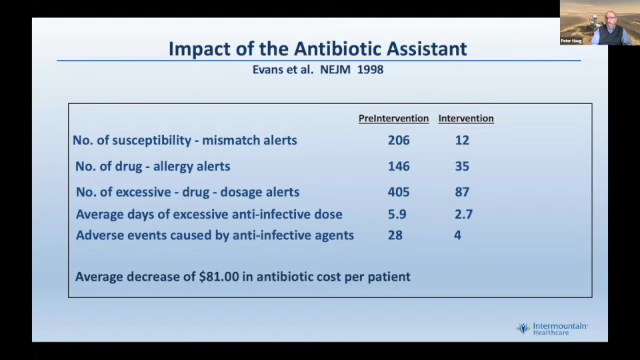 Impact of the Antibiotic Assistant
Evans et al. NEJM 1998
PreIntervention Intervention
No. of susceptibility - mismatch alerts 206 12
No. of drug - allergy alerts 146 35
No. of excessive - drug - dosage alerts 405 87
Average days of excessive anti-infective dose 5.9 2.7
Adverse events caused by anti-infective agents 28 4
Average decrease of $81.00 in antibiotic cost per patient
Intermountain
Healthcare
Peter Haug